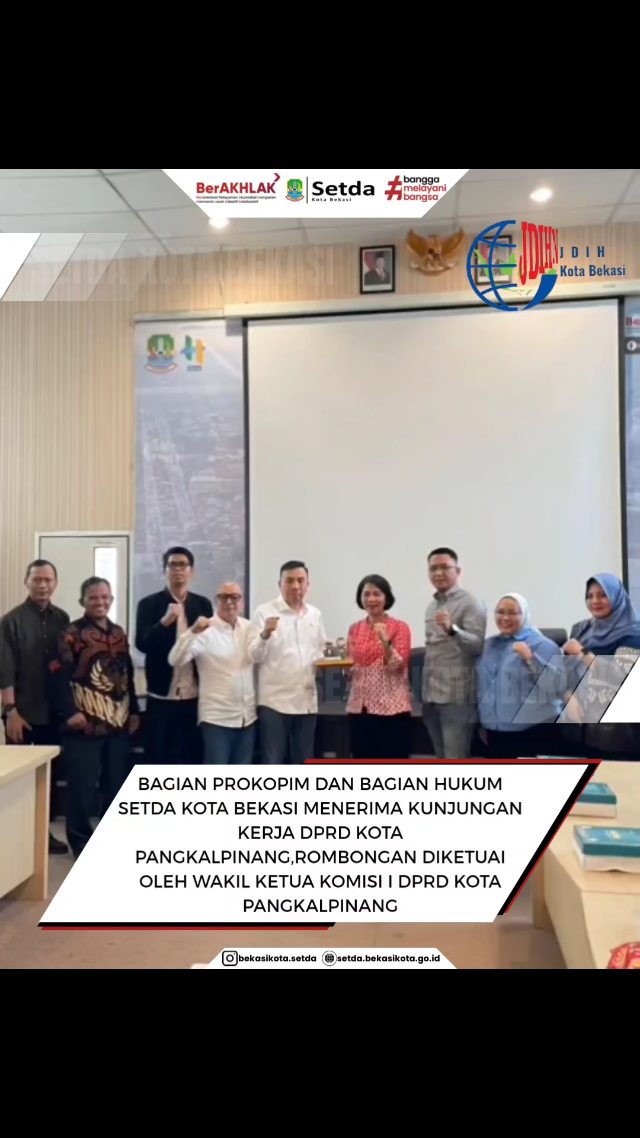 BerAKHLAK
Setda
Kota Bekasi
#bangga
melayani
bangsa
JDIHN
JDIH
Kota Bekasi
BAGIAN PROKOPIM DAN BAGIAN HUKUM
SETDA KOTA BEKASI MENERIMA KUNJUNGAN
KERJA DPRD KOTA
PANGKALPINANG,ROMBONGAN DIKETUAI
OLEH WAKIL KETUA KOMISI I DPRD KOTA
PANGKALPINANG
bekasikota.setda
setda.bekasikota.go.id